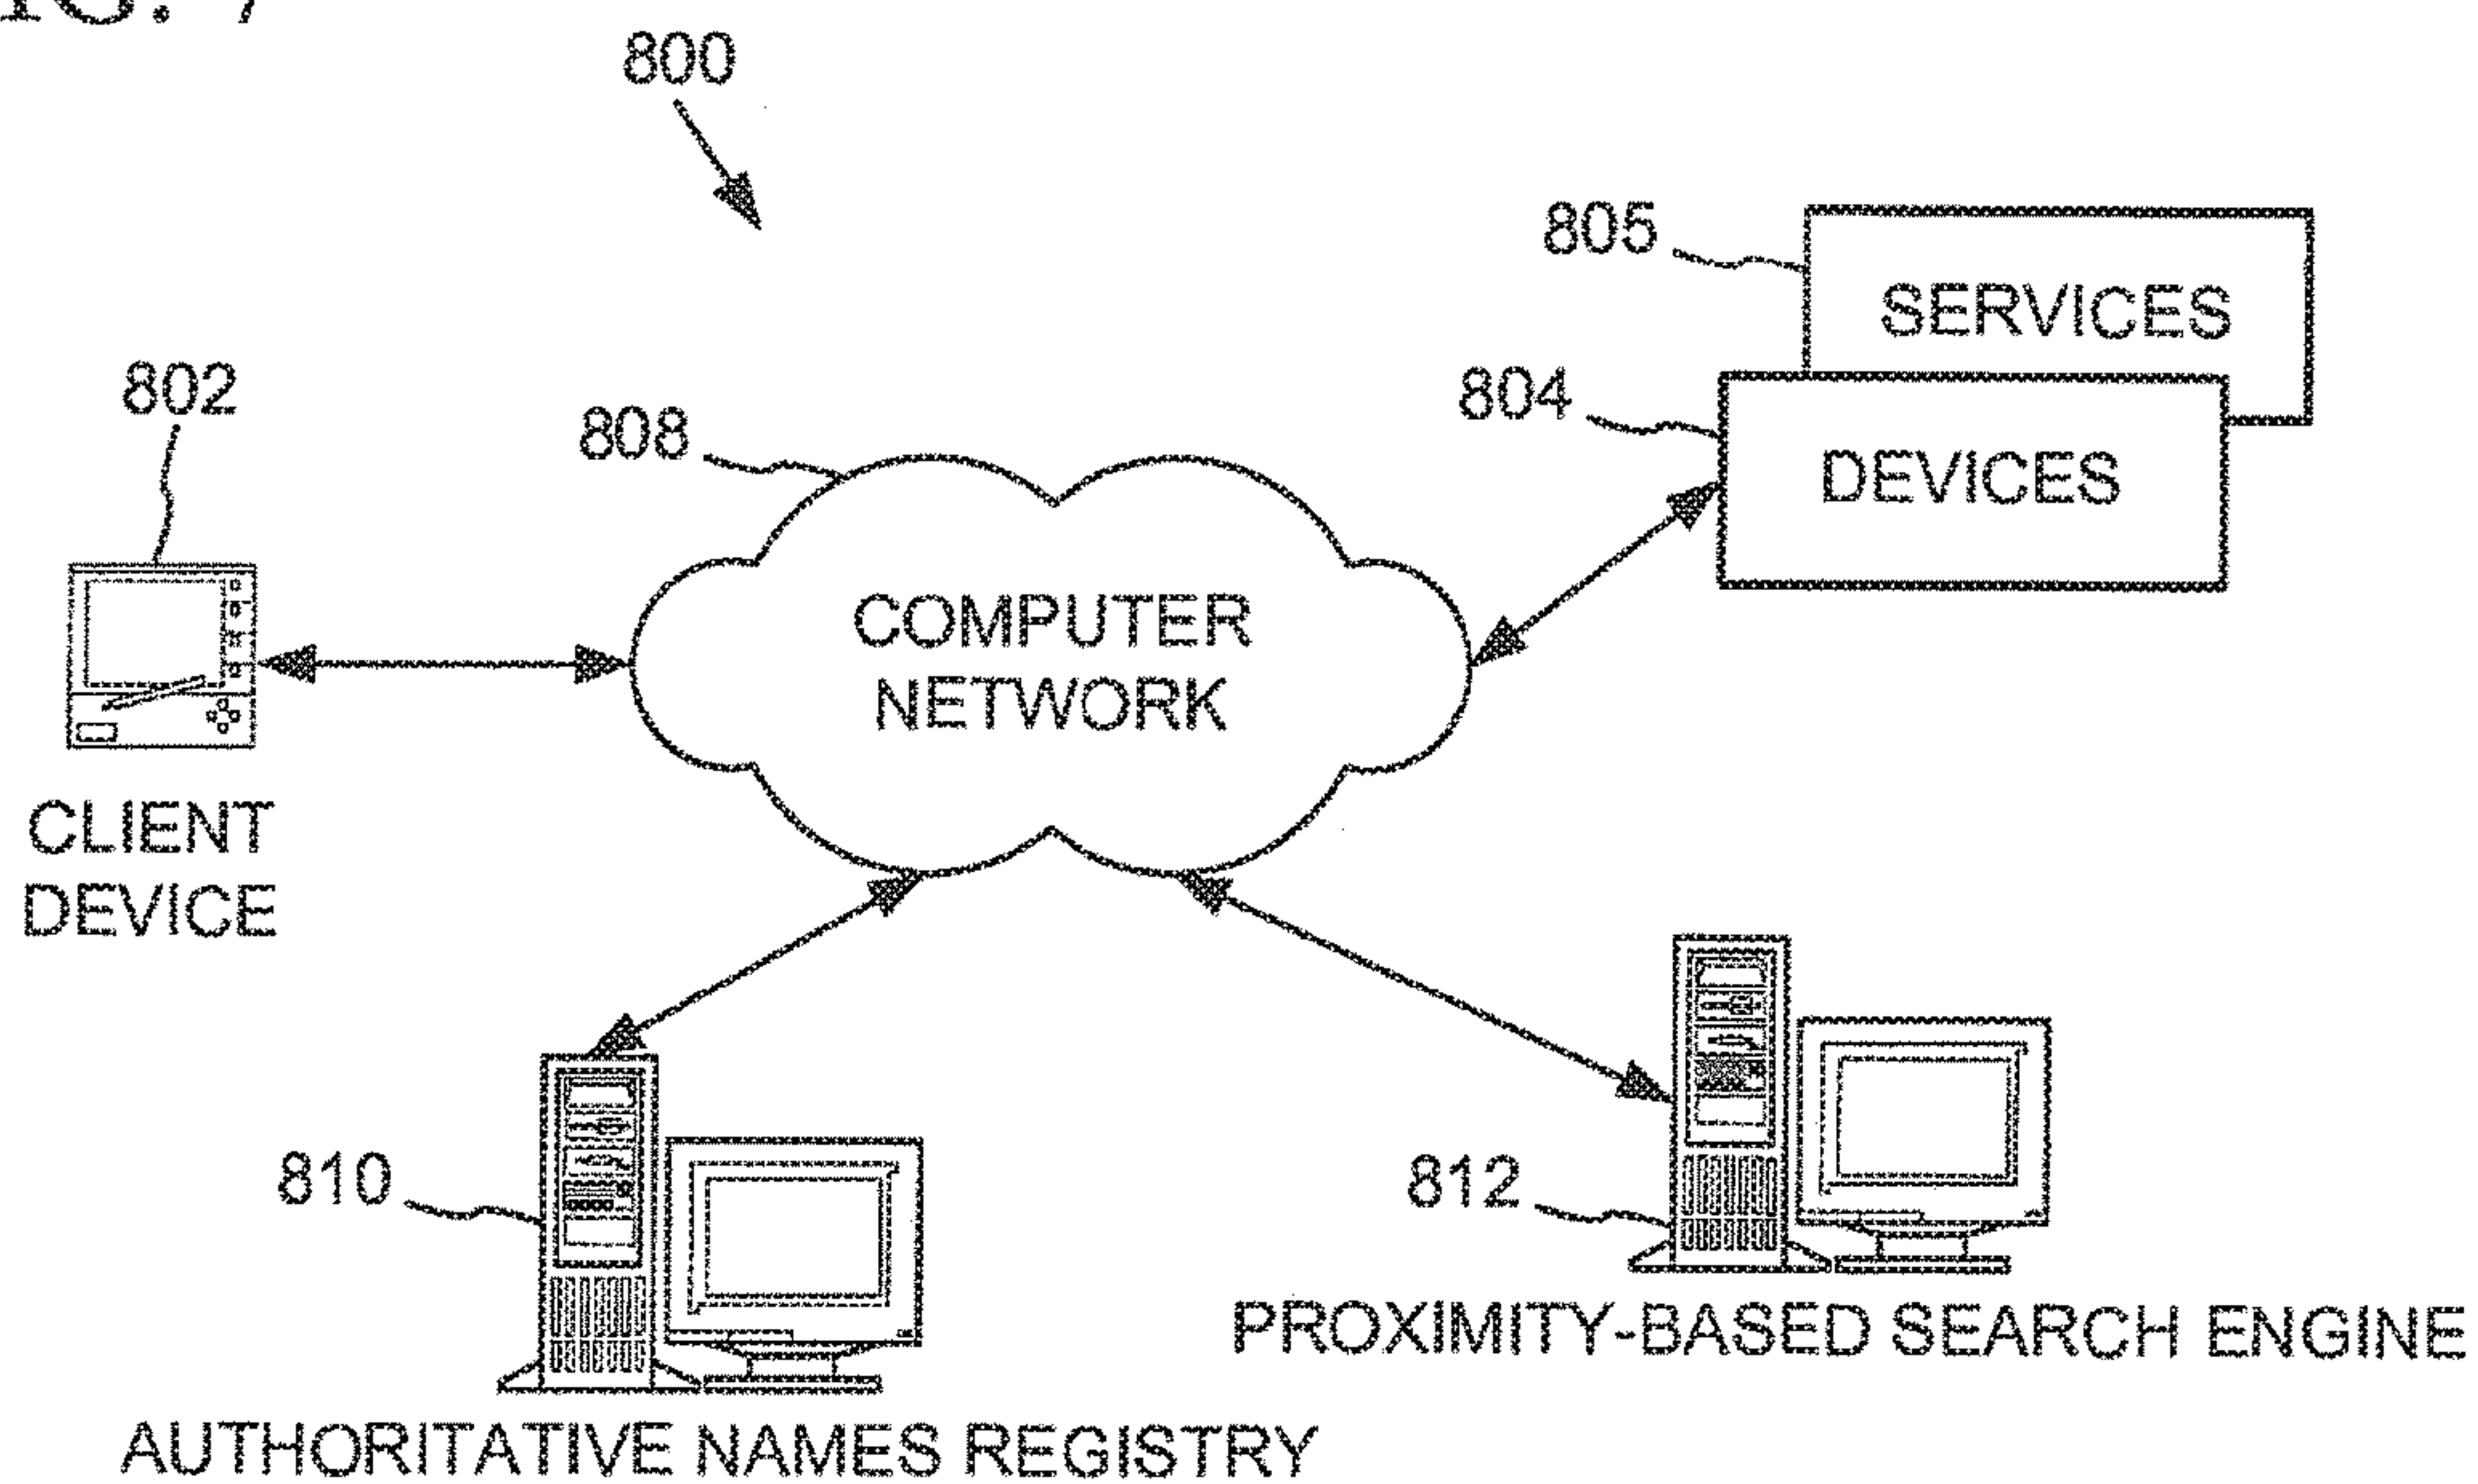 800
805
SERVICES
802
804
808
DEVICES
COMPUTER
NETWORK
CLIENT
DEVICE
810
812
PROXIMITY-BASED SEARCH ENGINE
AUTHORITATIVE NAMES REGISTRY